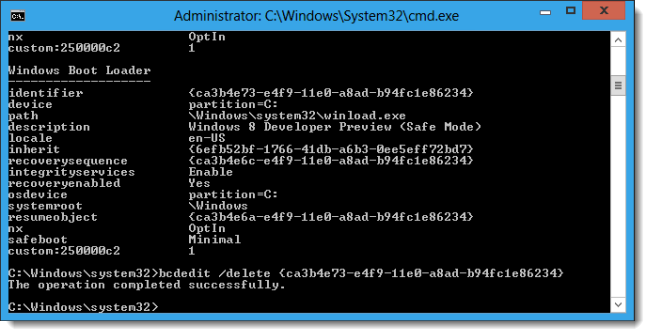 Administrator: C:\Windows\System32\cmd.exe
nx OptIn
custom:250000c2 1
Windows Boot Loader
-------------------
identifier {ca3b4e73-e4f9-11e0-a8ad-b94fc1e86234}
device partition=C:
path \Windows\system32\winload.exe
description Windows 8 Developer Preview (Safe Mode)
locale en-US
inherit {6efb52bf-1766-41db-a6b3-0ee5eff72bd7}
recoverysequence {ca3b4e6c-e4f9-11e0-a8ad-b94fc1e86234}
integrityservices Enable
recoveryenabled Yes
osdevice partition=C:
systemroot \Windows
resumeobject {ca3b4e6a-e4f9-11e0-a8ad-b94fc1e86234}
nx OptIn
safeboot Minimal
custom:250000c2 1
C:\Windows\system32>bcdedit /delete {ca3b4e73-e4f9-11e0-a8ad-b94fc1e86234}
The operation completed successfully.
C:\Windows\system32>